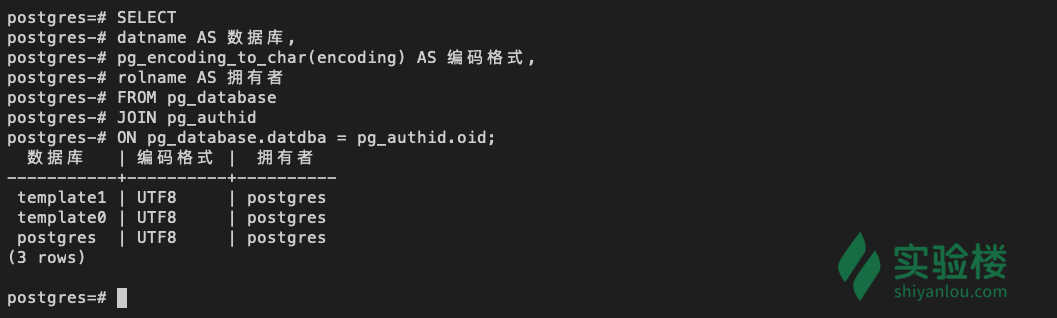 postgres=# SELECT
postgres-# datname AS 数据库,
postgres-# pg_encoding_to_char(encoding) AS 编码格式,
postgres-# rolname AS 拥有者
postgres-# FROM pg_database
postgres-# JOIN pg_authid
postgres-# ON pg_database.datdba = pg_authid.oid;
  数据库   | 编码格式 |  拥有者
-----------+----------+----------
 template1 | UTF8     | postgres
 template0 | UTF8     | postgres
 postgres  | UTF8     | postgres
(3 rows)
postgres=#
实验楼
shiyanlou.com